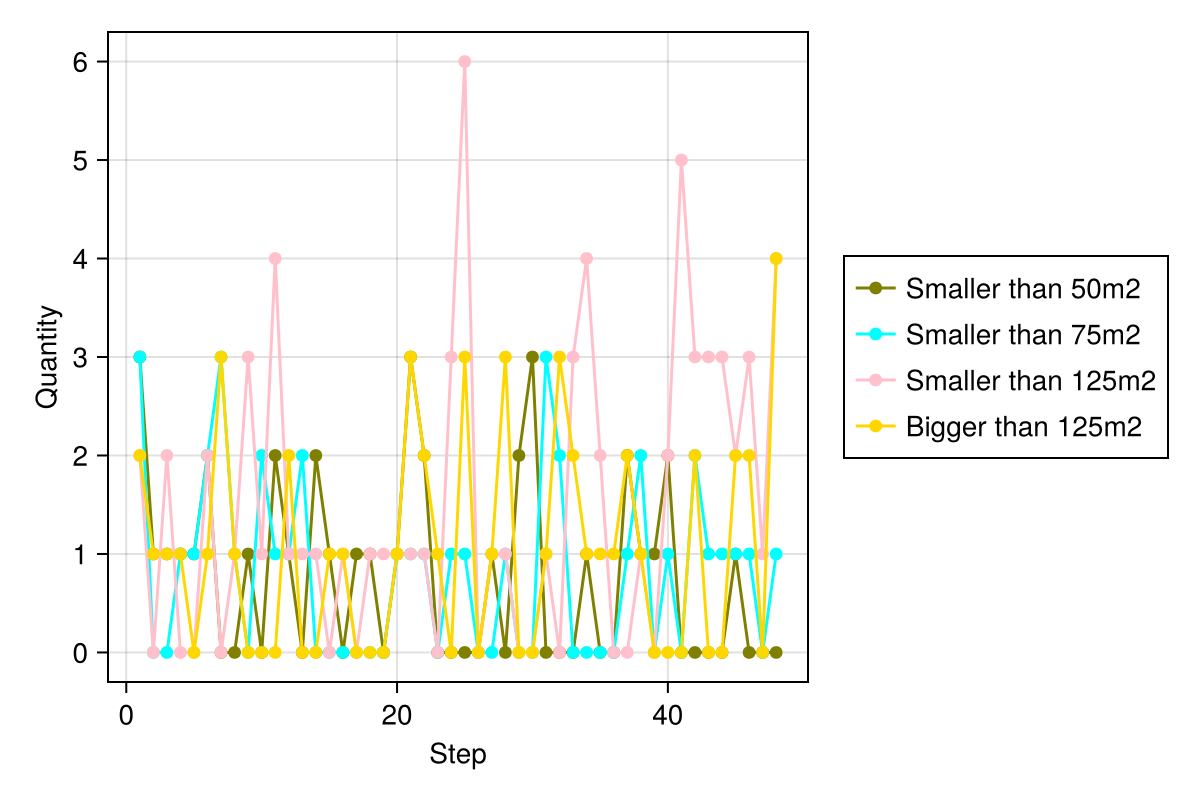 6
5
4
3
2
1
0
Quantity
0 20 40
Step
Smaller than 50m2
Smaller than 75m2
Smaller than 125m2
Bigger than 125m2